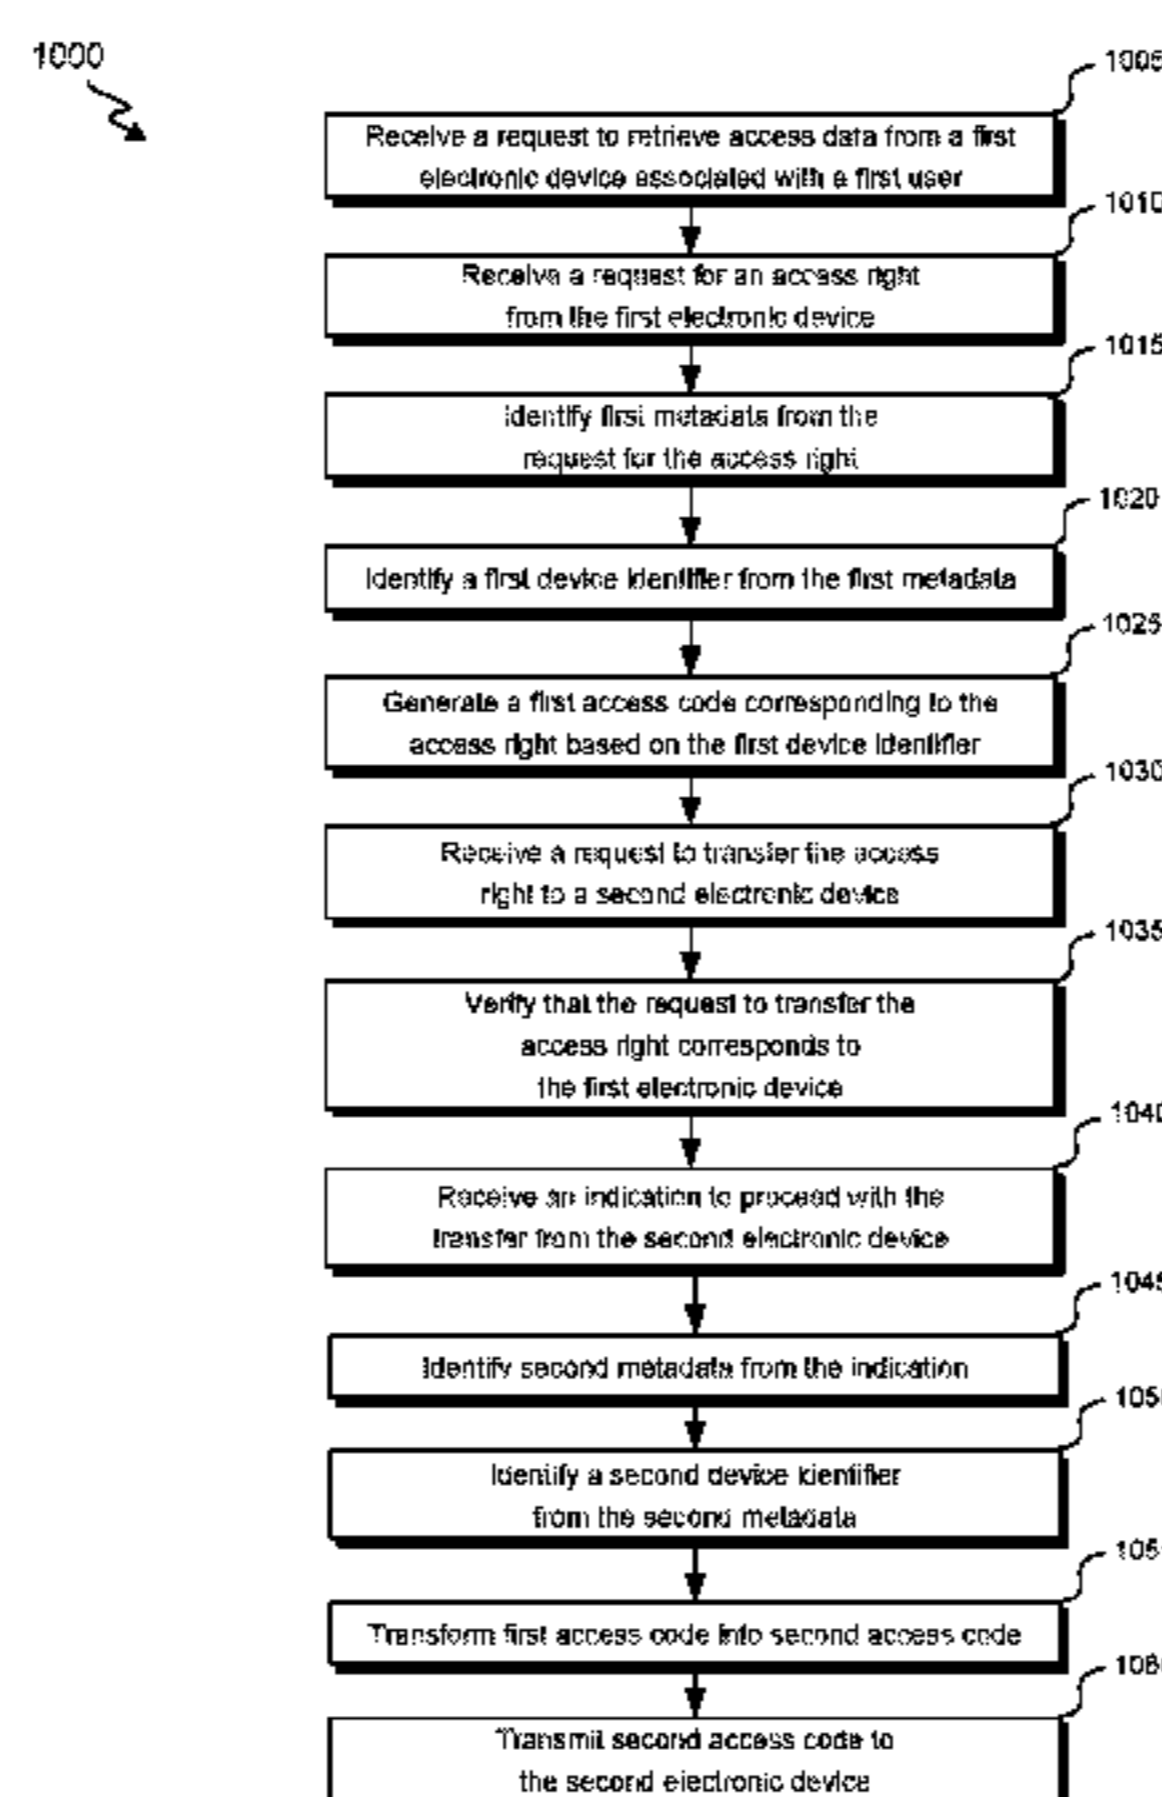 1000
1005
Receive a request to retrieve access data from a first
electronic device associated with a first user
1010
Receive a request for an access right
from the first electronic device
1015
Identify first metadata from the
request for the access right
1020
Identify a first device identifier from the first metadata
1025
Generate a first access code corresponding to the
access right based on the first device identifier
1030
Receive a request to transfer the access
right to a second electronic device
1035
Verify that the request to transfer the
access right corresponds to
the first electronic device
1040
Receive an indication to proceed with the
transfer from the second electronic device
1045
Identify second metadata from the indication
Identify a second device identifier
from the second metadata
Transform first access code into second access code
Transmit second access code to
the second electronic device